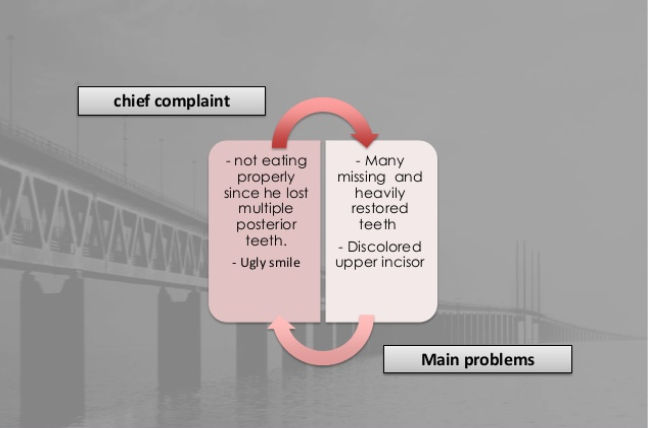 chief complaint
- not eating
properly
since he lost
multiple
posterior
teeth.
- Ugly smile
- Many
missing and
heavily
restored
teeth
- Discolored
upper incisor
Main problems